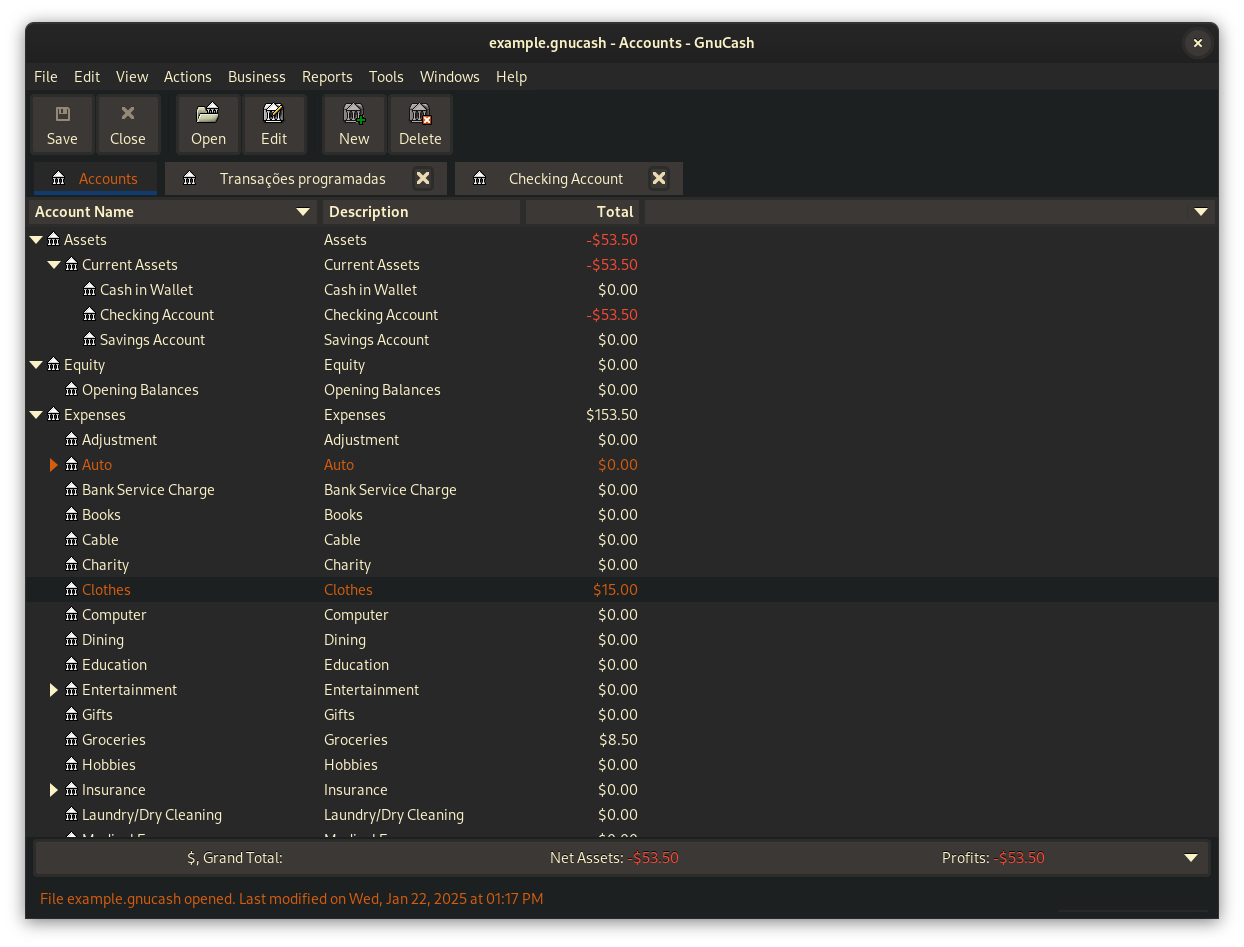 example.gnucash - Accounts - GnuCash
File Edit View Actions Business Reports Tools Windows Help
Save Close Open Edit New Delete
Accounts Transações programadas Checking Account
Account Name Description Total
Assets Assets -$53.50
Current Assets Current Assets -$53.50
Cash in Wallet Cash in Wallet $0.00
Checking Account Checking Account -$53.50
Savings Account Savings Account $0.00
Equity Equity $0.00
Opening Balances Opening Balances $0.00
Expenses Expenses $153.50
Adjustment Adjustment $0.00
Auto Auto $0.00
Bank Service Charge Bank Service Charge $0.00
Books Books $0.00
Cable Cable $0.00
Charity Charity $0.00
Clothes Clothes $15.00
Computer Computer $0.00
Dining Dining $0.00
Education Education $0.00
Entertainment Entertainment $0.00
Gifts Gifts $0.00
Groceries Groceries $8.50
Hobbies Hobbies $0.00
Insurance Insurance $0.00
Laundry/Dry Cleaning Laundry/Dry Cleaning $0.00
$, Grand Total: Net Assets: -$53.50 Profits: -$53.50
File example.gnucash opened. Last modified on Wed, Jan 22, 2025 at 01:17 PM